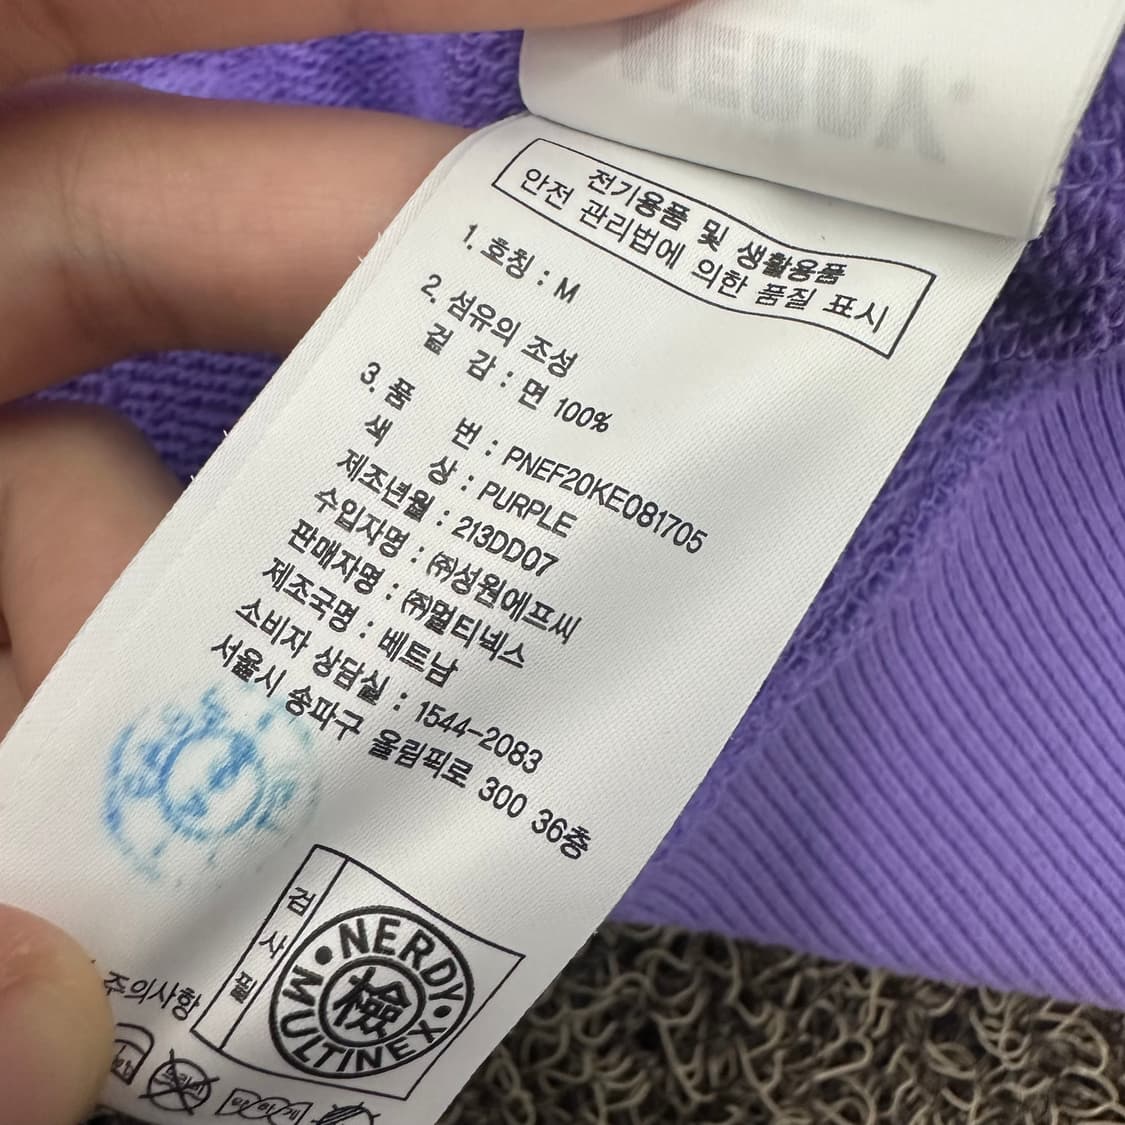 전기용품 및 생활용품
안전 관리법에 의한 품질 표시
1. 호칭 : M
2. 섬유의 조성
겉 감 : 면 100%
3. 품 번 : PNEF20KE081705
색 상 : PURPLE
제조년월 : 213DD07
수입자명 : ㈜성원에프씨
판매자명 : ㈜멀티넥스
제조국명 : 베트남
소비자 상담실 : 1544-2083
서울시 송파구 올림픽로 300 36층
검사필
NERDY
檢
MULTINEX
주의사항